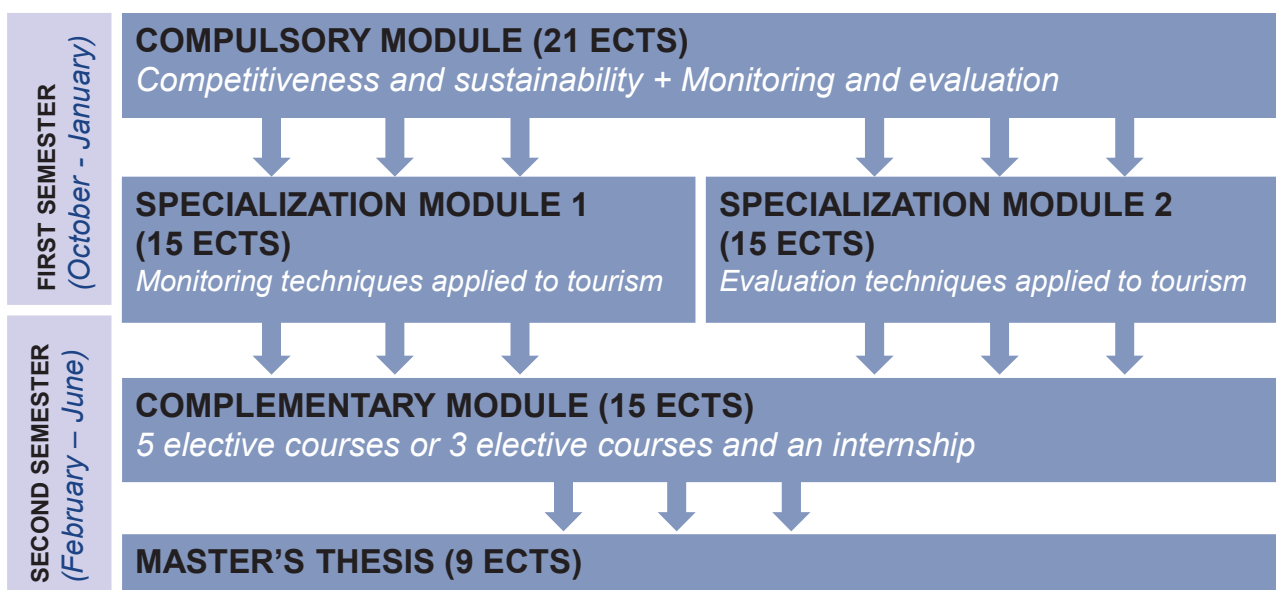 FIRST SEMESTER
(October - January)
COMPULSORY MODULE (21 ECTS)
Competitiveness and sustainability + Monitoring and evaluation
SPECIALIZATION MODULE 1
(15 ECTS)
Monitoring techniques applied to tourism
SPECIALIZATION MODULE 2
(15 ECTS)
Evaluation techniques applied to tourism
SECOND SEMESTER
(February – June)
COMPLEMENTARY MODULE (15 ECTS)
5 elective courses or 3 elective courses and an internship
MASTER’S THESIS (9 ECTS)